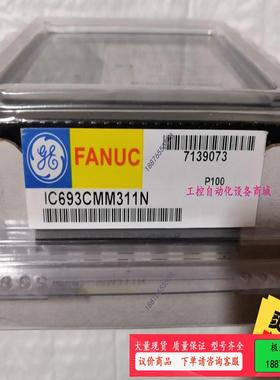 GE
FANUC
7139073
P100
工控自动化设备商城
IC693CMM311N
大量现货 质量保证 型号齐全
议价商品 下单请咨询客服